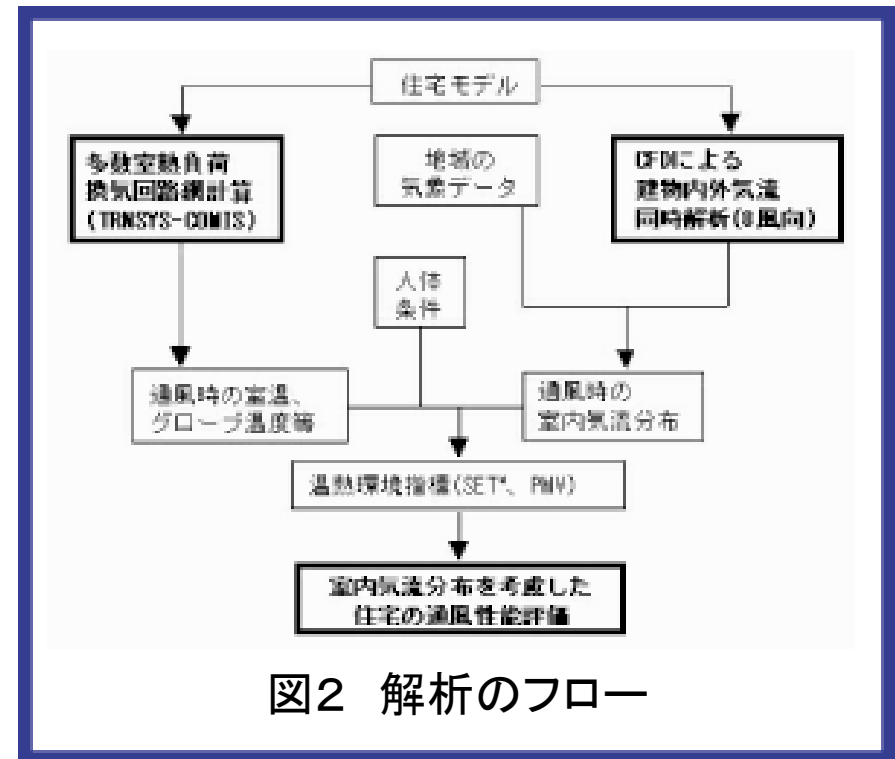 住宅モデル
多数室熱負荷
換気回路網計算
(TRNSYS-COMIS)
地域の
気象データ
CFDによる
建物内外気流
同時解析(8風向)
人体
条件
通風時の室温、
グローブ温度等
通風時の
室内気流分布
温熱環境指標(SET*、PMV)
室内気流分布を考慮した
住宅の通風性能評価
図2 解析のフロー